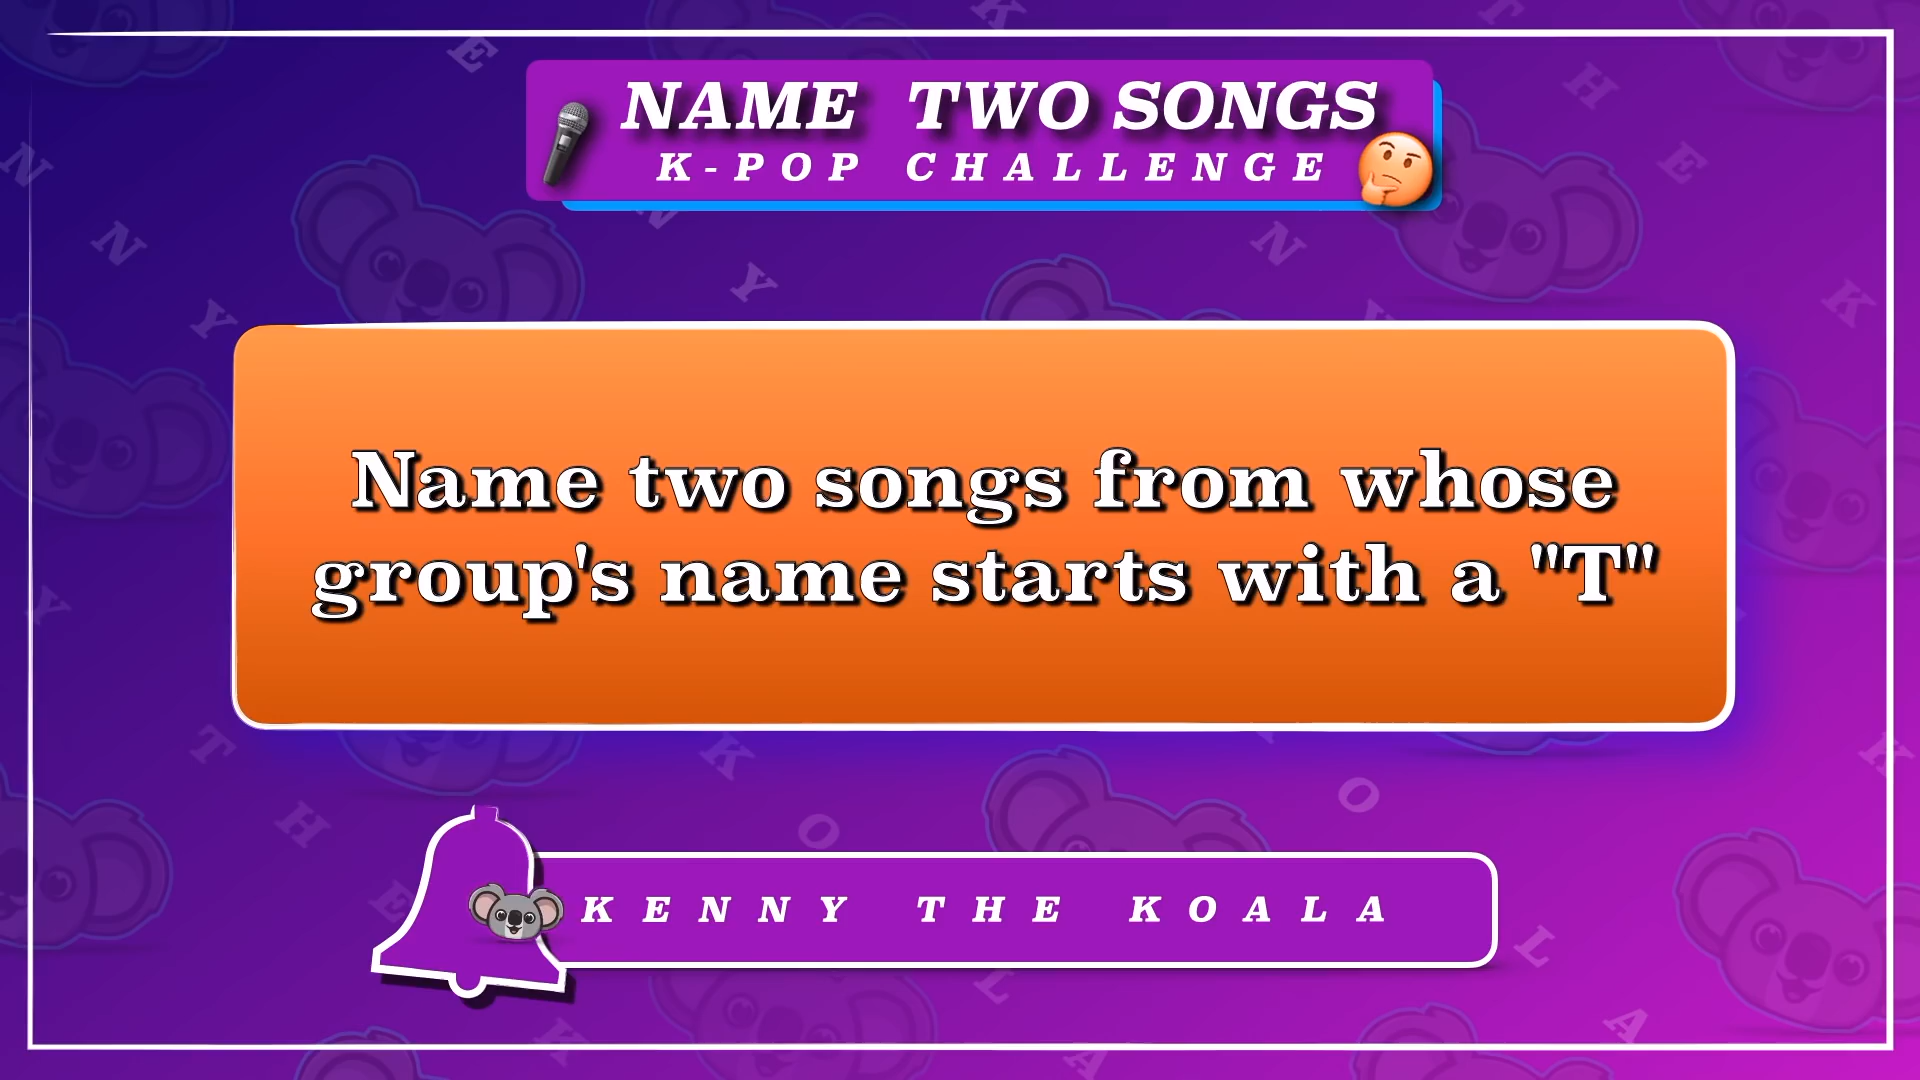 NAME TWO SONGS
K-POP CHALLENGE
Name two songs from whose
group's name starts with a "T"
KENNY THE KOALA